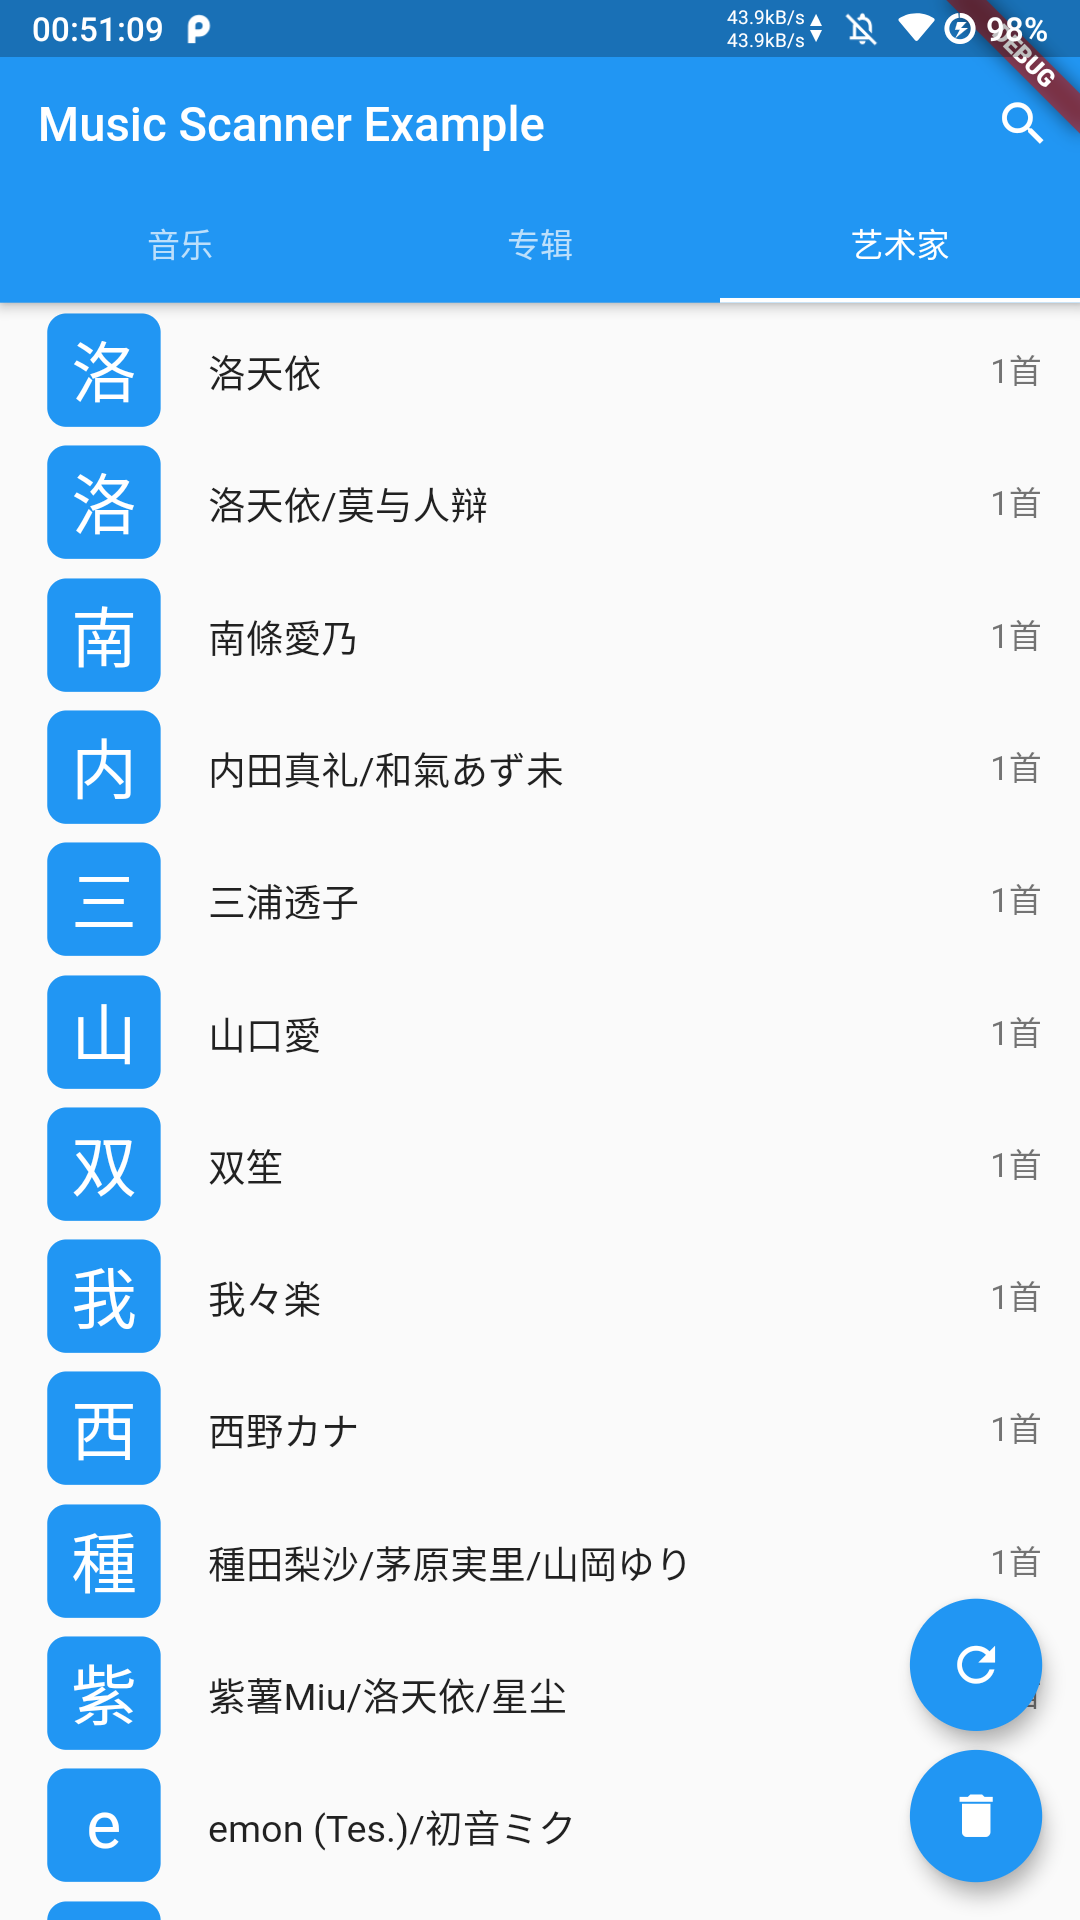 00:51:09
43.9kB/s
43.9kB/s
98%
DEBUG
Music Scanner Example
音乐 专辑 艺术家
洛 洛天依 1首
洛 洛天依/莫与人辩 1首
南 南條愛乃 1首
内 内田真礼/和氣あず未 1首
三 三浦透子 1首
山 山口愛 1首
双 双笙 1首
我 我々楽 1首
西 西野カナ 1首
種 種田梨沙/茅原実里/山岡ゆり 1首
紫 紫薯Miu/洛天依/星尘
e emon (Tes.)/初音ミク